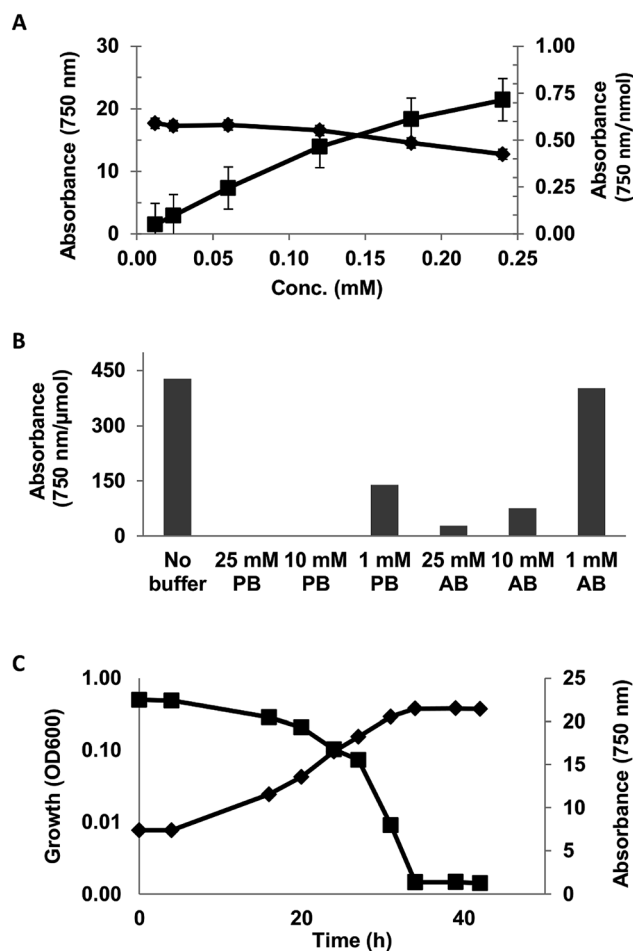 A
Absorbance (750 nm)
30
20
10
0
1.00
0.75
0.50
0.25
0.00
Absorbance
(750 nm/nmol)
0.00 0.05 0.10 0.15 0.20 0.25
Conc. (mM)
B
Absorbance
(750 nm/µmol)
450
300
150
0
No 25 mM 10 mM 1 mM 25 mM 10 mM 1 mM
buffer PB PB PB AB AB AB
C
Growth (OD600)
1.00
0.10
0.01
0.00
25
20
15
10
5
0
Absorbance (750 nm)
0 20 40
Time (h)